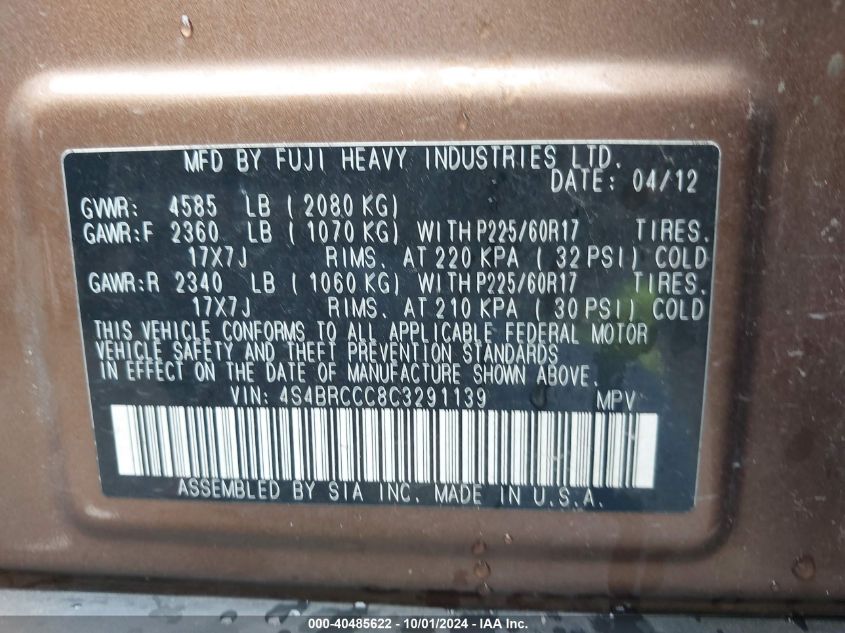 MFD BY FUJI HEAVY INDUSTRIES LTD.
DATE: 04/12
GVWR: 4585 LB ( 2080 KG)
GAWR:F 2360 LB ( 1070 KG) WITH P225/60R17 TIRES.
17X7J RIMS. AT 220 KPA ( 32 PSI) COLD
GAWR:R 2340 LB ( 1060 KG) WITH P225/60R17 TIRES.
17X7J RIMS. AT 210 KPA ( 30 PSI) COLD
THIS VEHICLE CONFORMS TO ALL APPLICABLE FEDERAL MOTOR
VEHICLE SAFETY AND THEFT PREVENTION STANDARDS
IN EFFECT ON THE DATE OF MANUFACTURE SHOWN ABOVE.
VIN: 4S4BRCCC8C3291139 MPV
ASSEMBLED BY SIA INC. MADE IN U.S.A.
000-40485622 - 10/01/2024 - IAA Inc.